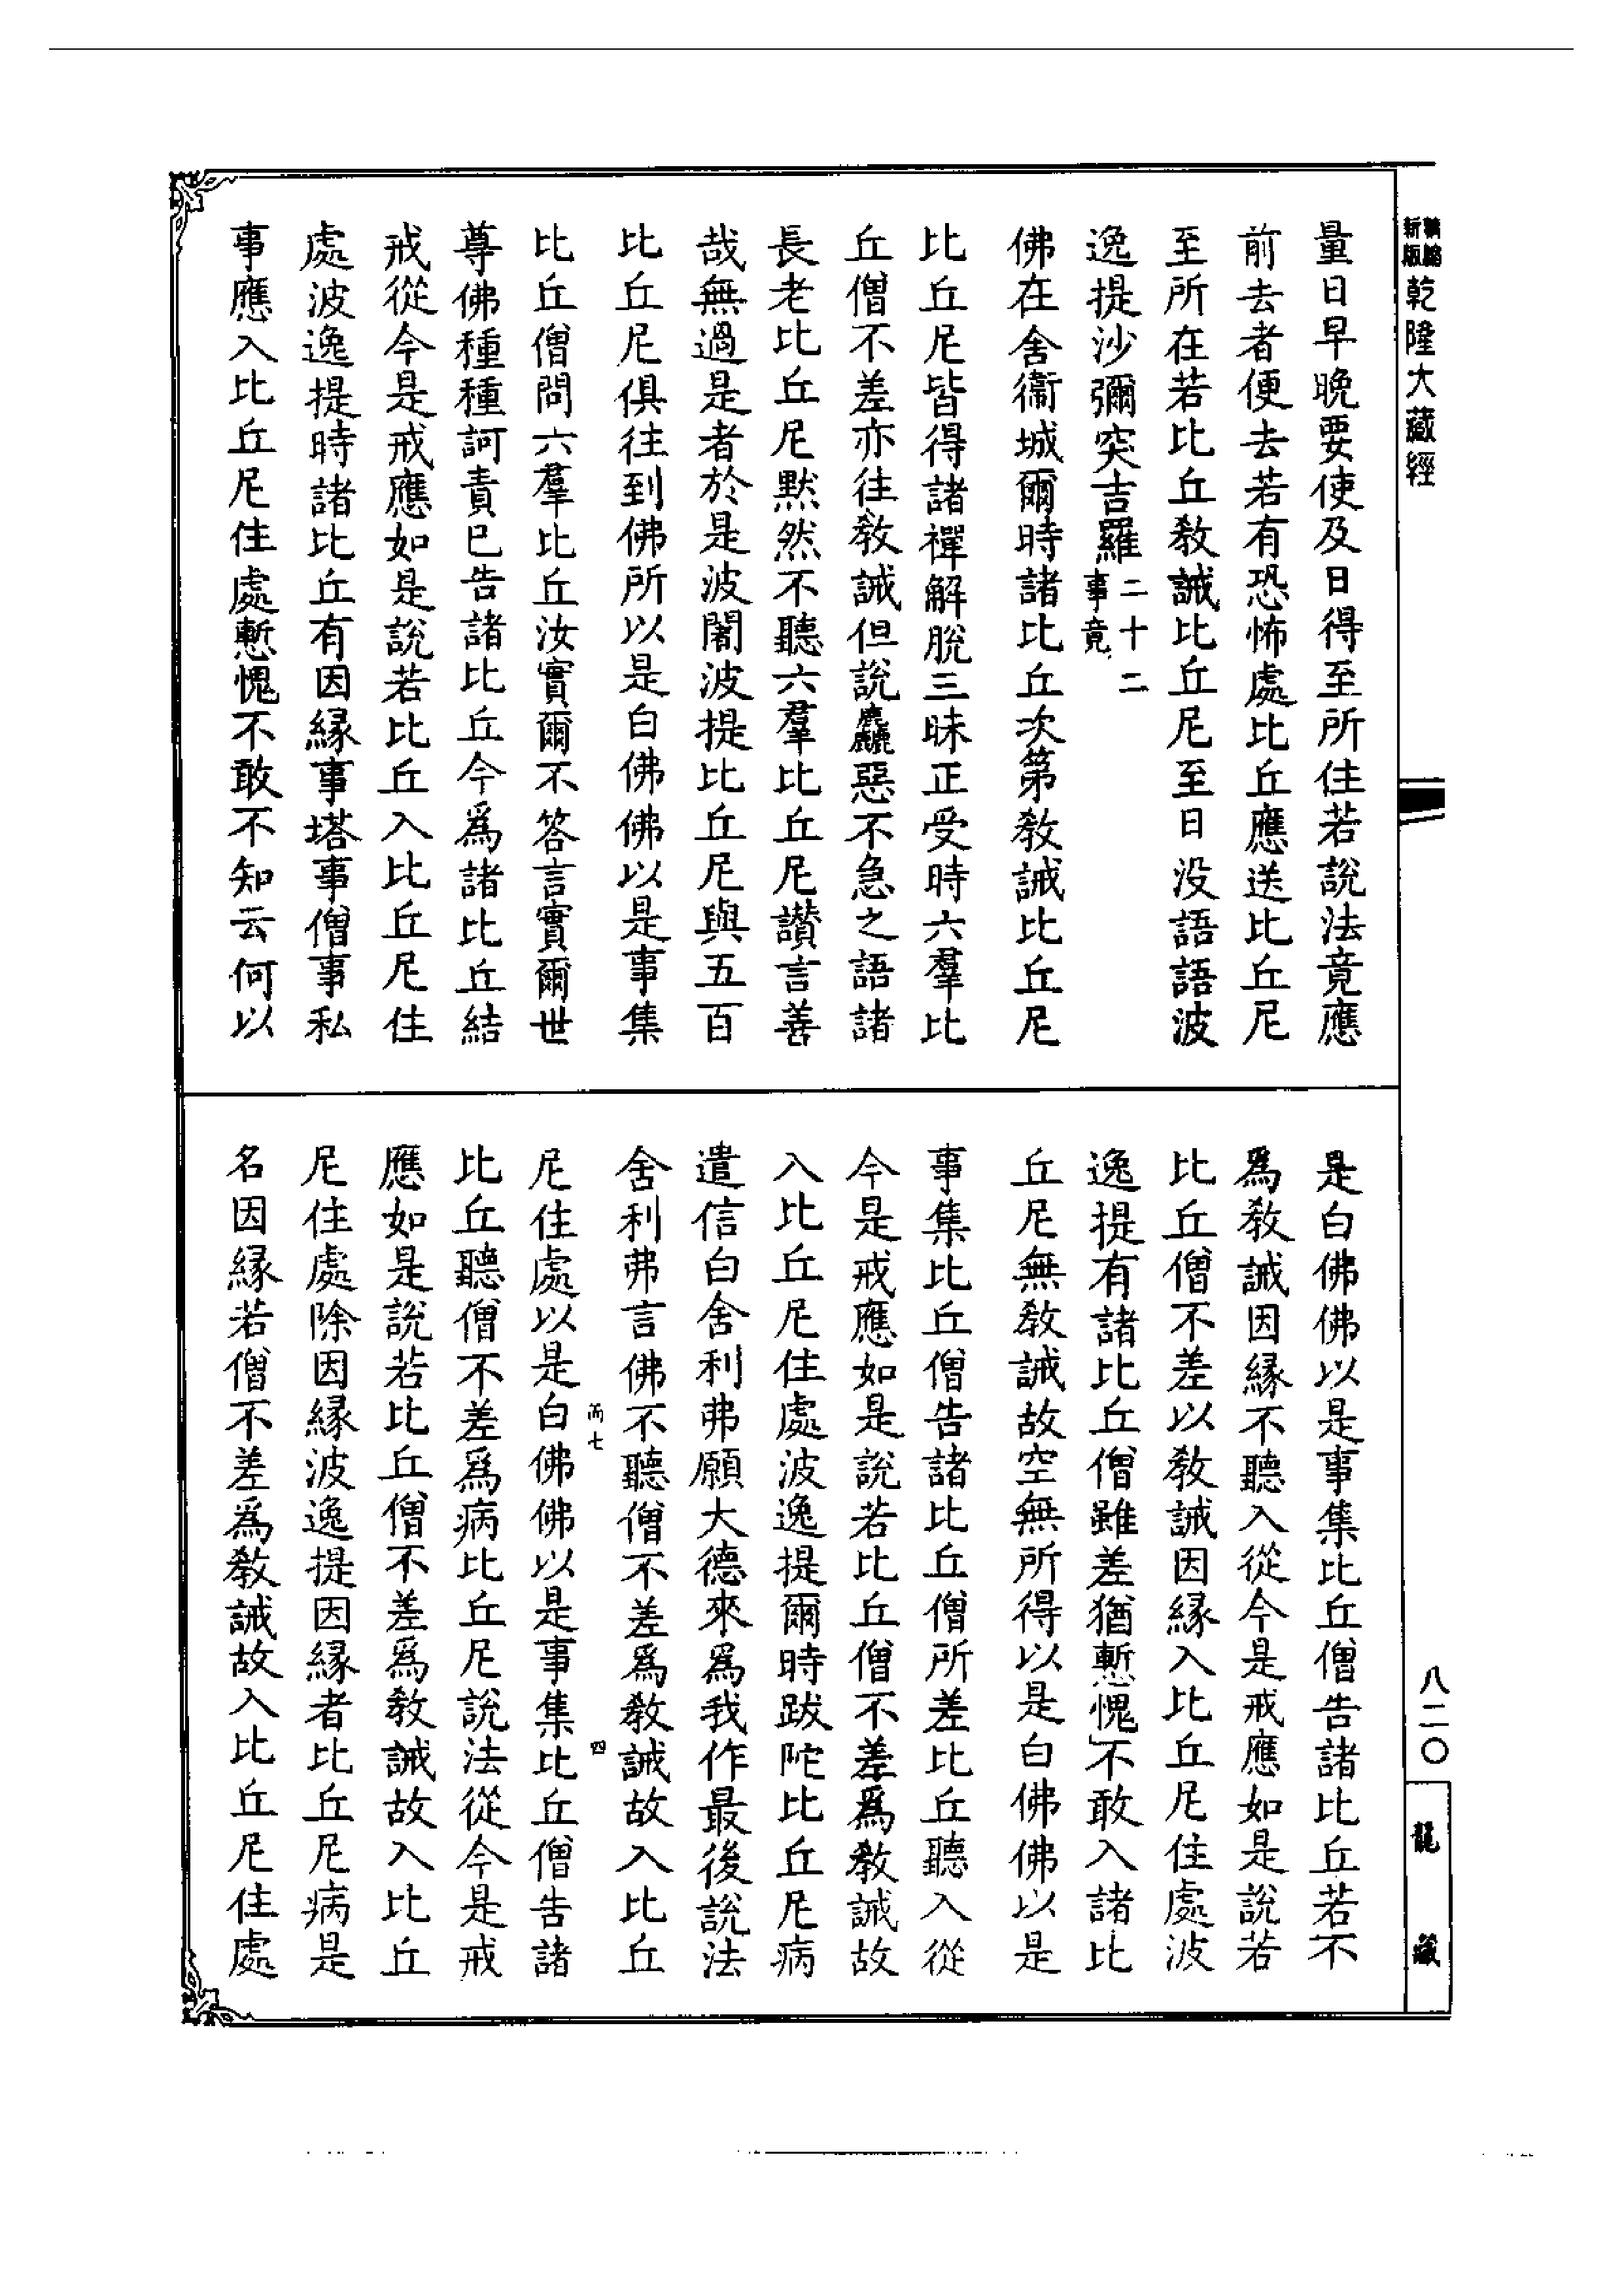 新編
新版
乾隆大藏經
量日早晚要使及日得至所住若說法竟應
前去者便去若有恐怖處比丘應送比丘尼
至所在若比丘教誡比丘尼至日没語語波
逸提沙彌突吉羅二十二事竟
佛在舍衞城爾時諸比丘次第教誡比丘尼
比丘尼皆得諸禪解脫三昧正受時六羣比
丘僧不差亦往教誡但說麤惡不急之語諸
長老比丘尼默然不聽六羣比丘尼讚言善
哉無過是者於是波闍波提比丘尼與五百
比丘尼俱往到佛所以是白佛佛以是事集
比丘僧問六羣比丘汝實爾不答言實爾世
尊佛種種訶責已告諸比丘今爲諸比丘結
戒從今是戒應如是說若比丘入比丘尼住
處波逸提時諸比丘有因緣事塔事僧事私
事應入比丘尼住處慙愧不敢不知云何以
是白佛佛以是事集比丘僧告諸比丘若不
爲教誡因緣不聽入從今是戒應如是說若
比丘僧不差以教誡因緣入比丘尼住處波
逸提有諸比丘僧雖差猶慙愧不敢入諸比
丘尼無教誡故空無所得以是白佛佛以是
事集比丘僧告諸比丘僧所差比丘聽入從
今是戒應如是說若比丘僧不差爲教誡故
入比丘尼住處波逸提爾時跋陀比丘尼病
遣信白舍利弗願大德來爲我作最後說法
舍利弗言佛不聽僧不差爲教誡故入比丘
尼住處以是白佛佛以是事集比丘僧告諸
比丘聽僧不差爲病比丘尼說法從今是戒
應如是說若比丘僧不差爲教誡故入比丘
尼住處除因緣波逸提因緣者比丘尼病是
名因緣若僧不差爲教誡故入比丘尼住處
四
八二〇
龍藏